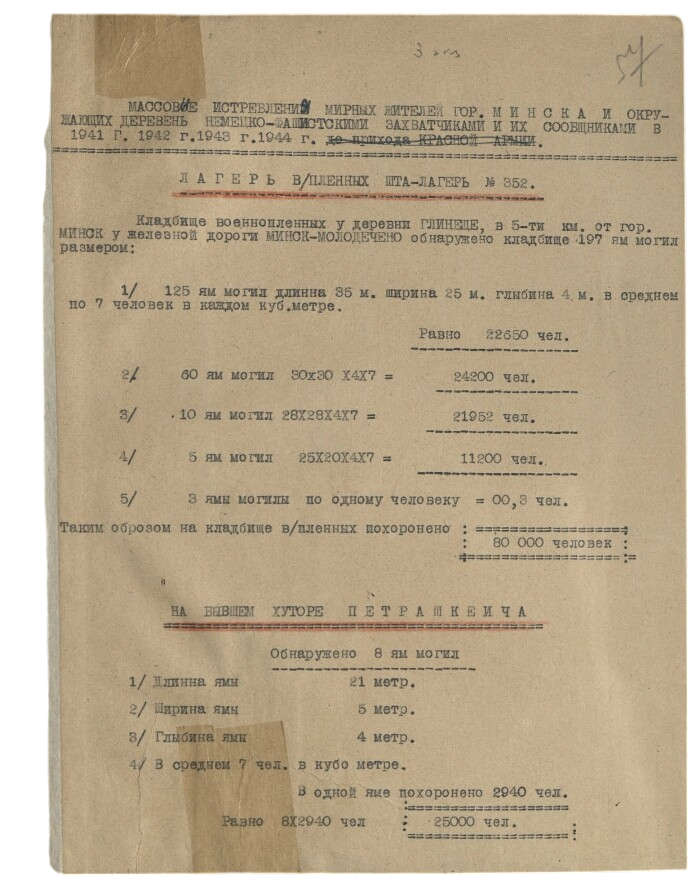 3 экз
57
МАССОВЫЕ ИСТРЕБЛЕНИЯ МИРНЫХ ЖИТЕЛЕЙ ГОР. М И Н С К А И ОКРУ-
ЖАЮЩИХ ДЕРЕВЕНЬ НЕМЕЦКО-ФАШИСТСКИМИ ЗАХВАТЧИКАМИ И ИХ СООБЩНИКАМИ В
1941 Г. 1942 г.1943 г.1944 г. до прихода КРАСНОЙ АРМИИ.
Л А Г Е Р Ь В/ПЛЕННЫХ ШТА-ЛАГЕРЬ № 352.
Кладбище военнопленных у деревни ГЛИНЕЩЕ, в 5-ти км. от гор.
МИНСК у железной дороги МИНСК-МОЛОДЕЧЕНО обнаружено кладбище 197 ям могил
размером:
1/ 125 ям могил длинна 35 м. ширина 25 м. глыбина 4 м. в среднем
по 7 человек в каждом куб.метре.
Равно 22650 чел.
2/ 60 ям могил 30х30 Х4Х7 = 24200 чел.
3/ 10 ям могил 28Х28Х4Х7 = 21952 чел.
4/ 5 ям могил 25Х20Х4Х7 = 11200 чел.
5/ 3 ямы могилы по одному человеку = 00,3 чел.
Таким оброзом на кладбище в/пленных похоронено
80 000 человек
НА БЫВШЕМ ХУТОРЕ П Е Т Р А Ш К Е И Ч А
Обнаружено 8 ям могил
1/ Длинна ямы 21 метр.
2/ Ширина ямы 5 метр.
3/ Глыбина ямы 4 метр.
4/ В среднем 7 чел. в кубо метре.
В одной яме похоронено 2940 чел.
Равно 8Х2940 чел 25000 чел.